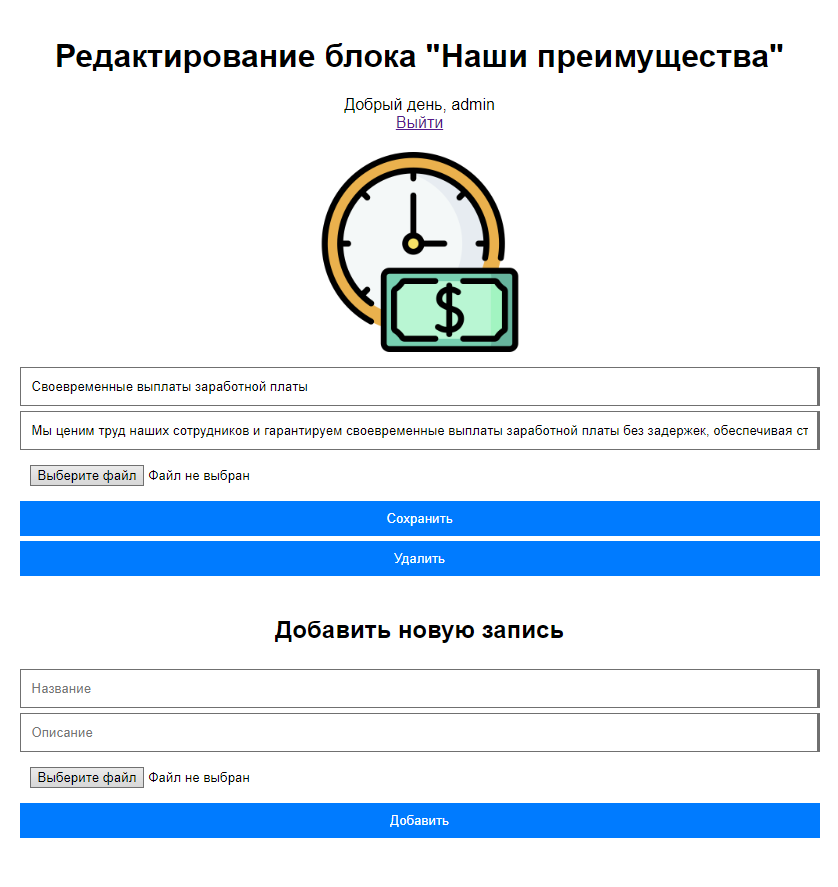 Редактирование блока "Наши преимущества"
Добрый день, admin
Выйти
$
Своевременные выплаты заработной платы
Мы ценим труд наших сотрудников и гарантируем своевременные выплаты заработной платы без задержек, обеспечивая ст
Выберите файл Файл не выбран
Сохранить
Удалить
Добавить новую запись
Название
Описание
Выберите файл Файл не выбран
Добавить